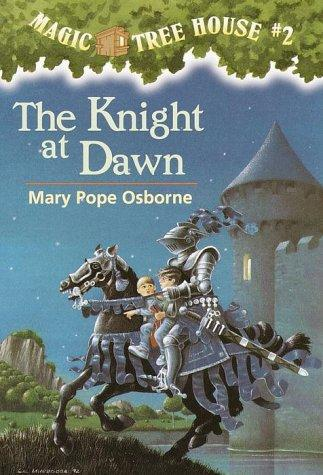 MAGIC TREE HOUSE #2
The Knight
at Dawn
Mary Pope Osborne